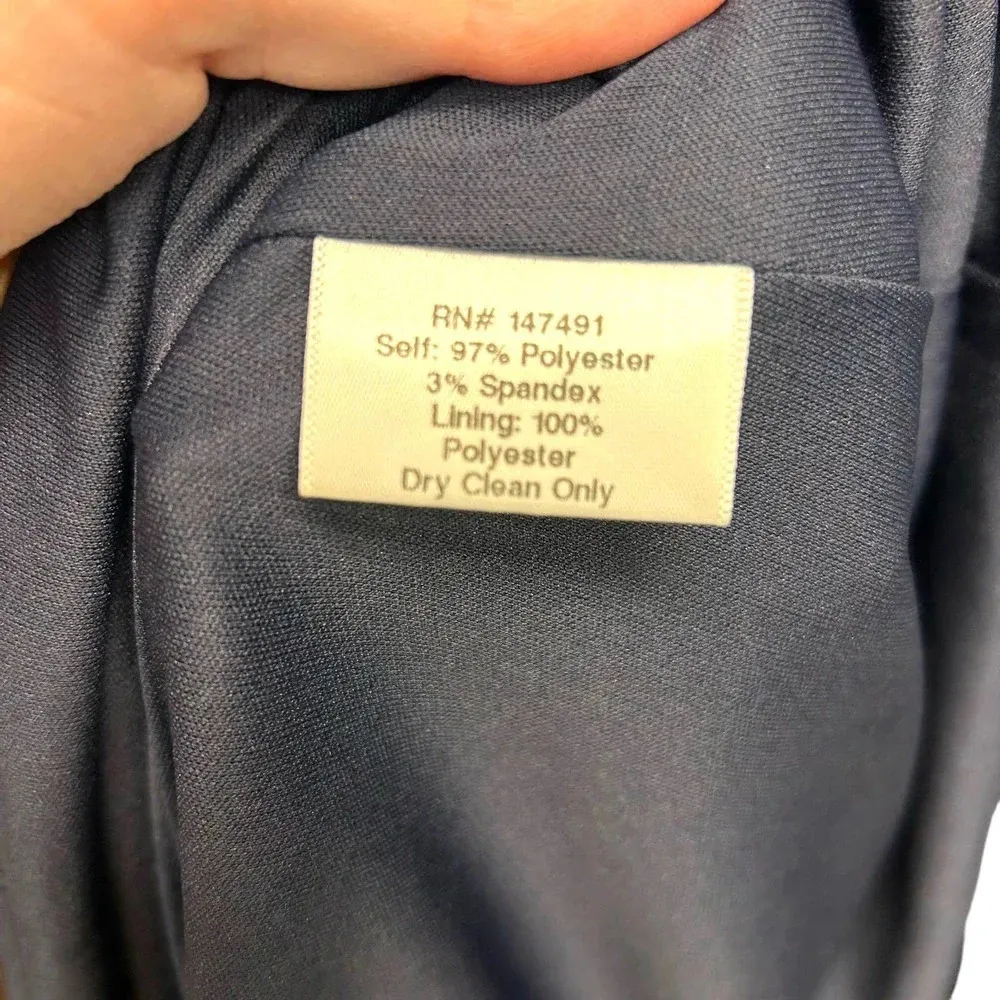 RN# 147491
Self: 97% Polyester
3% Spandex
Lining: 100%
Polyester
Dry Clean Only